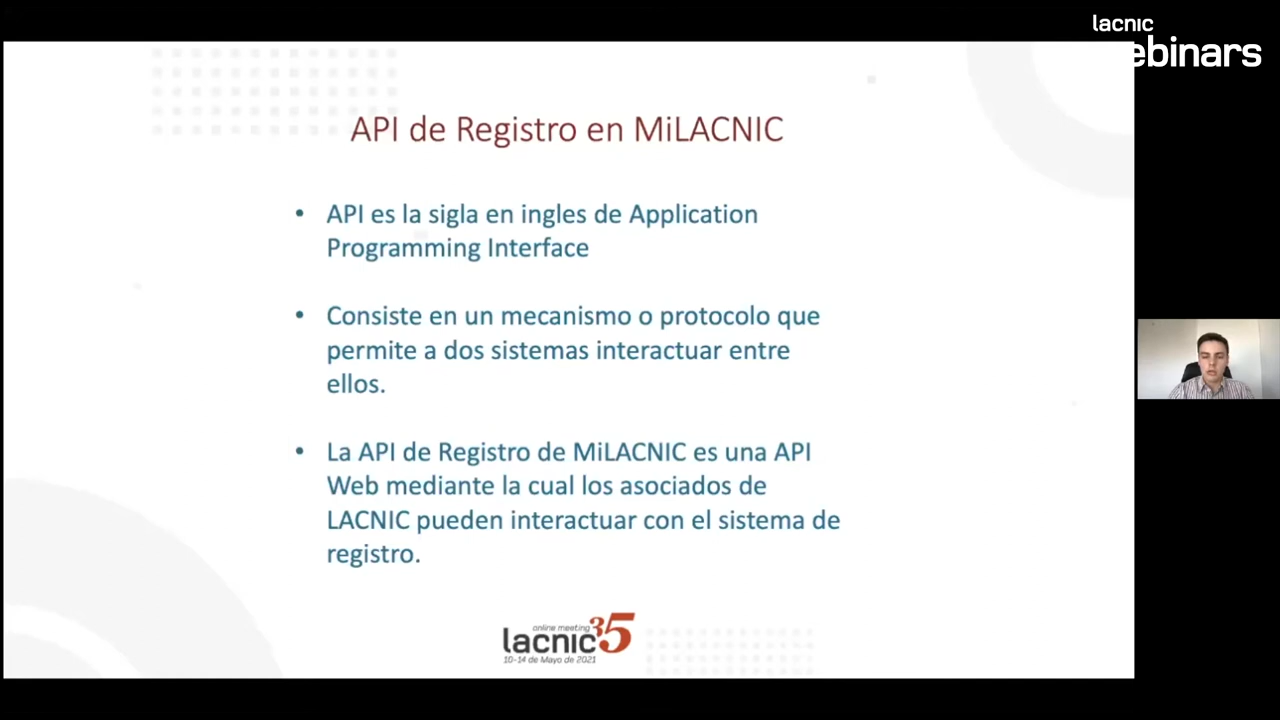 lacnic
ebinars
API de Registro en MiLACNIC
• API es la sigla en ingles de Application
Programming Interface
• Consiste en un mecanismo o protocolo que
permite a dos sistemas interactuar entre
ellos.
• La API de Registro de MiLACNIC es una API
Web mediante la cual los asociados de
LACNIC pueden interactuar con el sistema de
registro.
online meeting
lacnic35
10-14 de Mayo de 2021